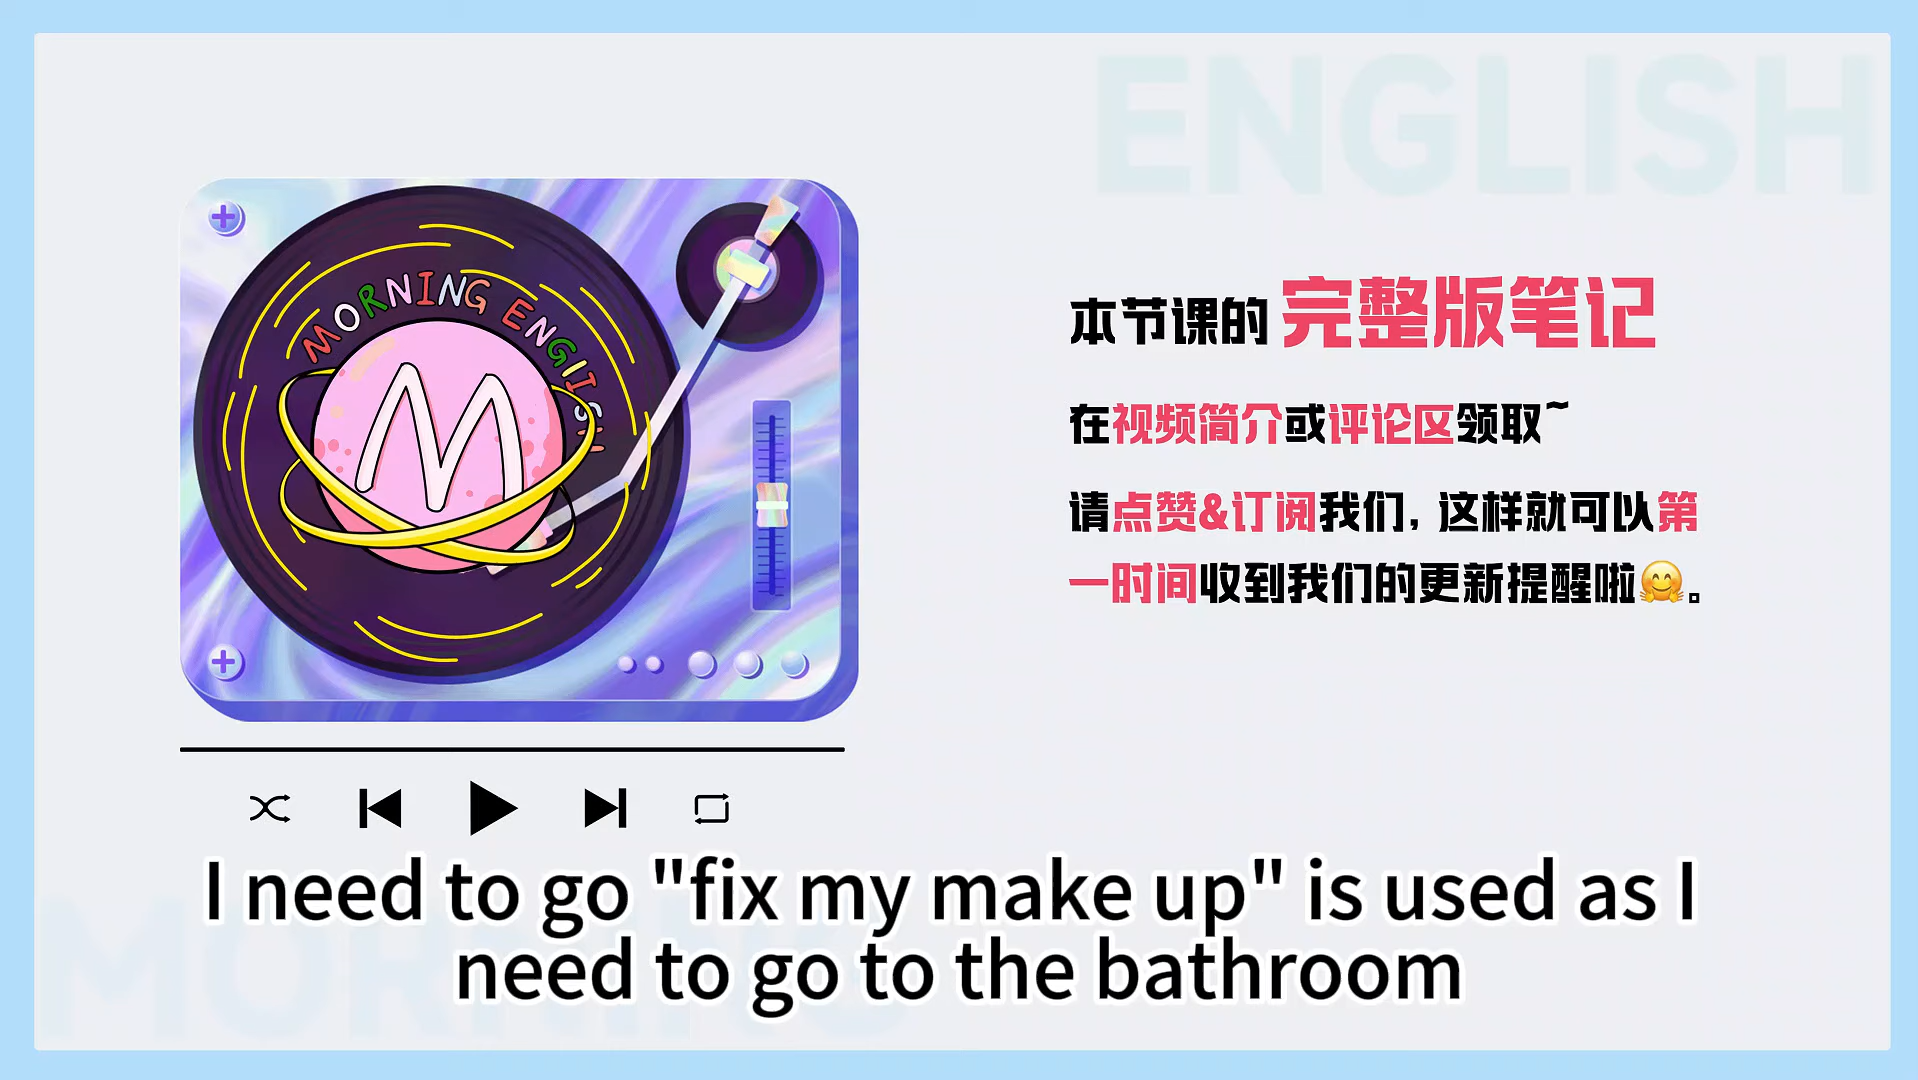 ENGLISH
MORNING ENGLISH
M
本节课的 完整版笔记
在视频简介或评论区领取~
请点赞&订阅我们, 这样就可以第
一时间收到我们的更新提醒啦🤗。
MORNING
I need to go "fix my make up" is used as I
need to go to the bathroom